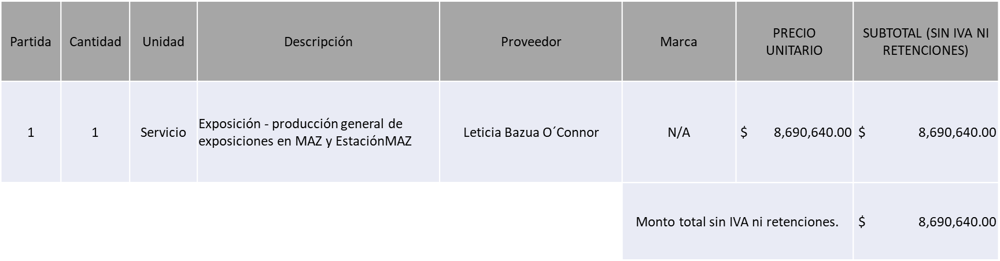 Partida
Cantidad
Unidad
Descripción
Proveedor
Marca
PRECIO
UNITARIO
SUBTOTAL (SIN IVA NI
RETENCIONES)
1
1
Servicio
Exposición - producción general de
exposiciones en MAZ y EstaciónMAZ
Leticia Bazua O´Connor
N/A
$ 8,690,640.00
$ 8,690,640.00
Monto total sin IVA ni retenciones.
$ 8,690,640.00